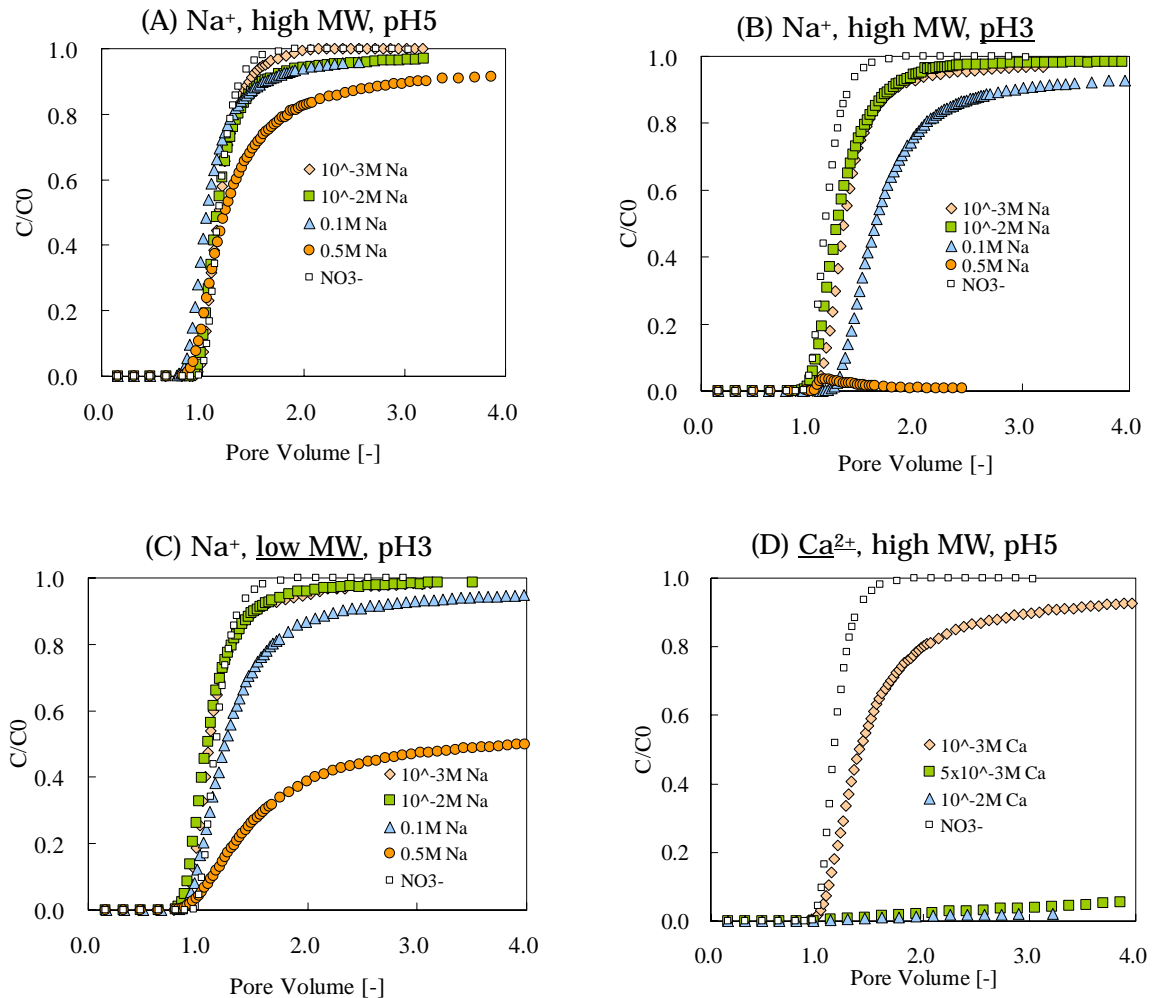 (A) Na⁺, high MW, pH5
1.0
0.8
0.6
0.4
0.2
0.0
C/C0
10^-3M Na
10^-2M Na
0.1M Na
0.5M Na
NO3-
0.0 1.0 2.0 3.0 4.0
Pore Volume [-]
(B) Na⁺, high MW, pH3
1.0
0.8
0.6
0.4
0.2
0.0
C/C0
10^-3M Na
10^-2M Na
0.1M Na
0.5M Na
NO3-
0.0 1.0 2.0 3.0 4.0
Pore Volume [-]
(C) Na⁺, low MW, pH3
1.0
0.8
0.6
0.4
0.2
0.0
C/C0
10^-3M Na
10^-2M Na
0.1M Na
0.5M Na
NO3-
0.0 1.0 2.0 3.0 4.0
Pore Volume [-]
(D) Ca²⁺, high MW, pH5
1.0
0.8
0.6
0.4
0.2
0.0
C/C0
10^-3M Ca
5x10^-3M Ca
10^-2M Ca
NO3-
0.0 1.0 2.0 3.0 4.0
Pore Volume [-]